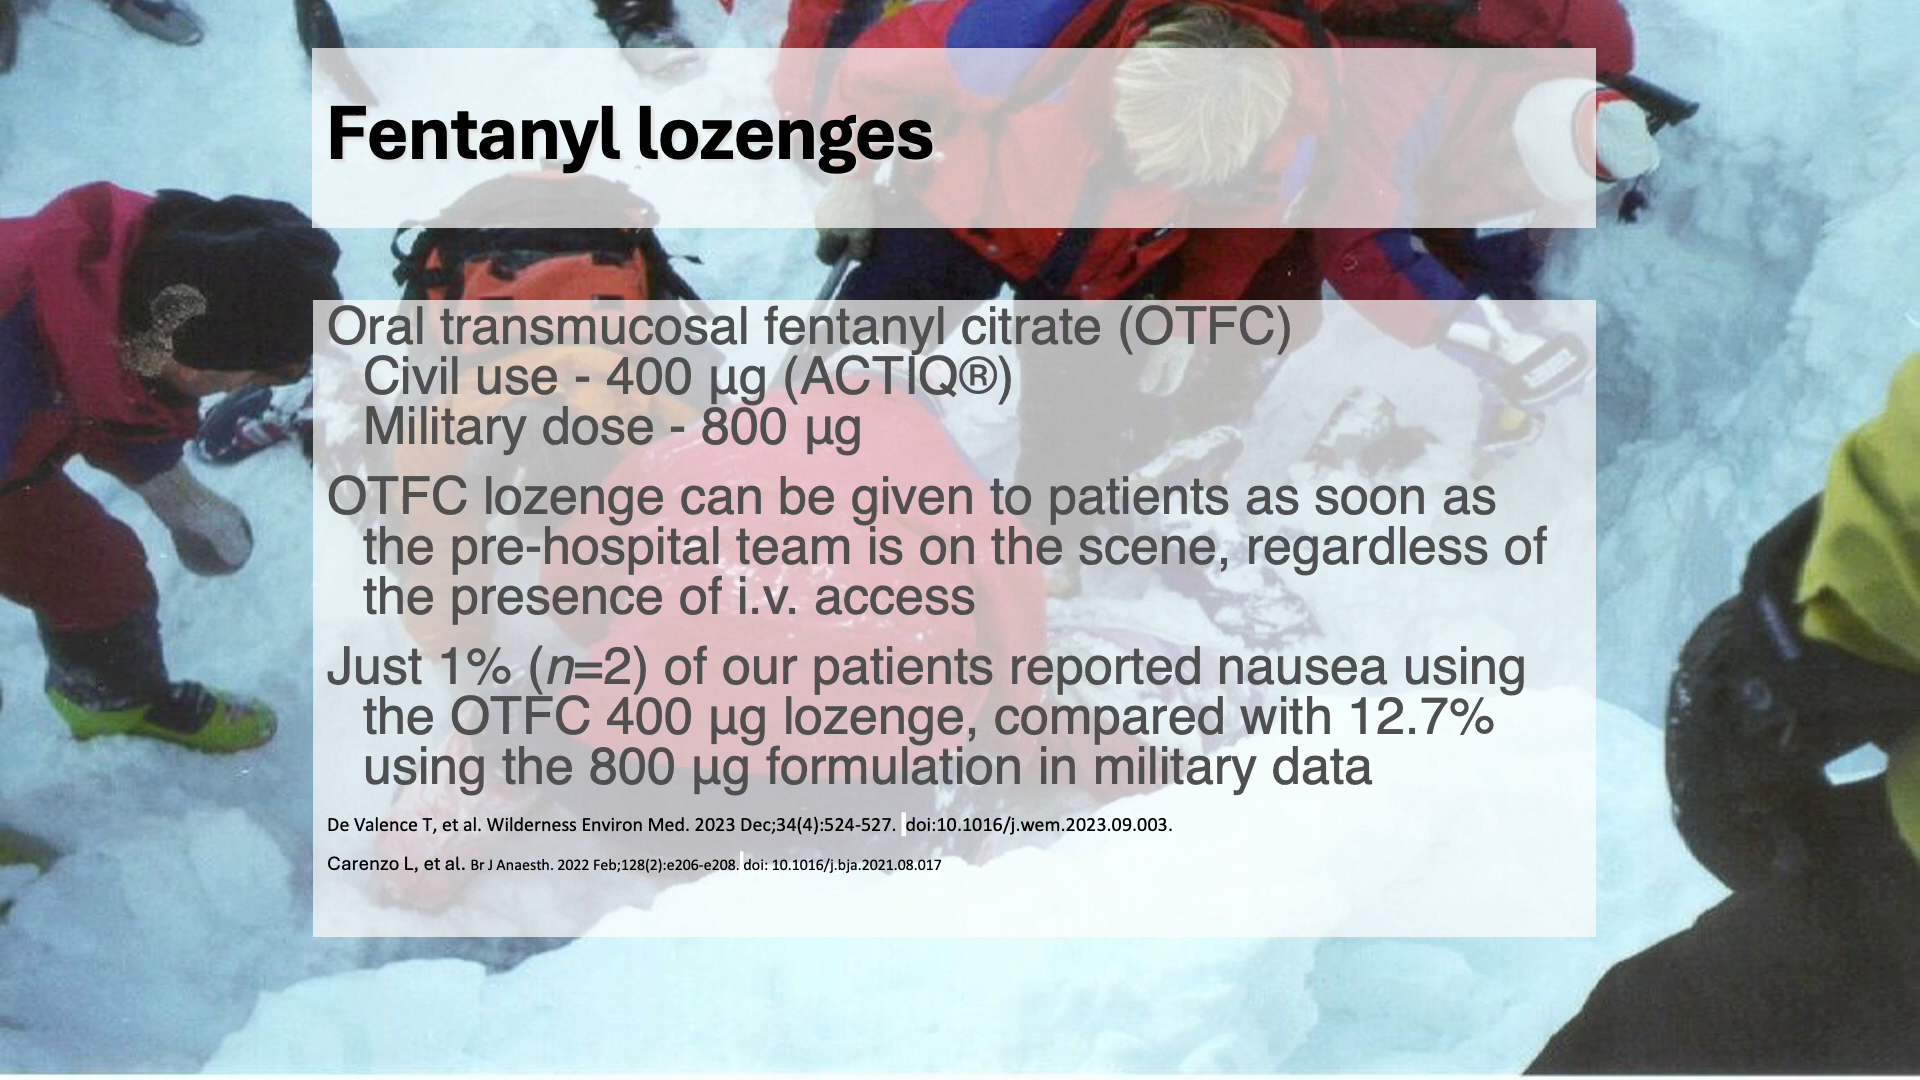 Fentanyl lozenges
Oral transmucosal fentanyl citrate (OTFC)
Civil use - 400 µg (ACTIQ®)
Military dose - 800 µg
OTFC lozenge can be given to patients as soon as
the pre-hospital team is on the scene, regardless of
the presence of i.v. access
Just 1% (n=2) of our patients reported nausea using
the OTFC 400 µg lozenge, compared with 12.7%
using the 800 µg formulation in military data
De Valence T, et al. Wilderness Environ Med. 2023 Dec;34(4):524-527. doi:10.1016/j.wem.2023.09.003.
Carenzo L, et al. Br J Anaesth. 2022 Feb;128(2):e206-e208. doi: 10.1016/j.bja.2021.08.017